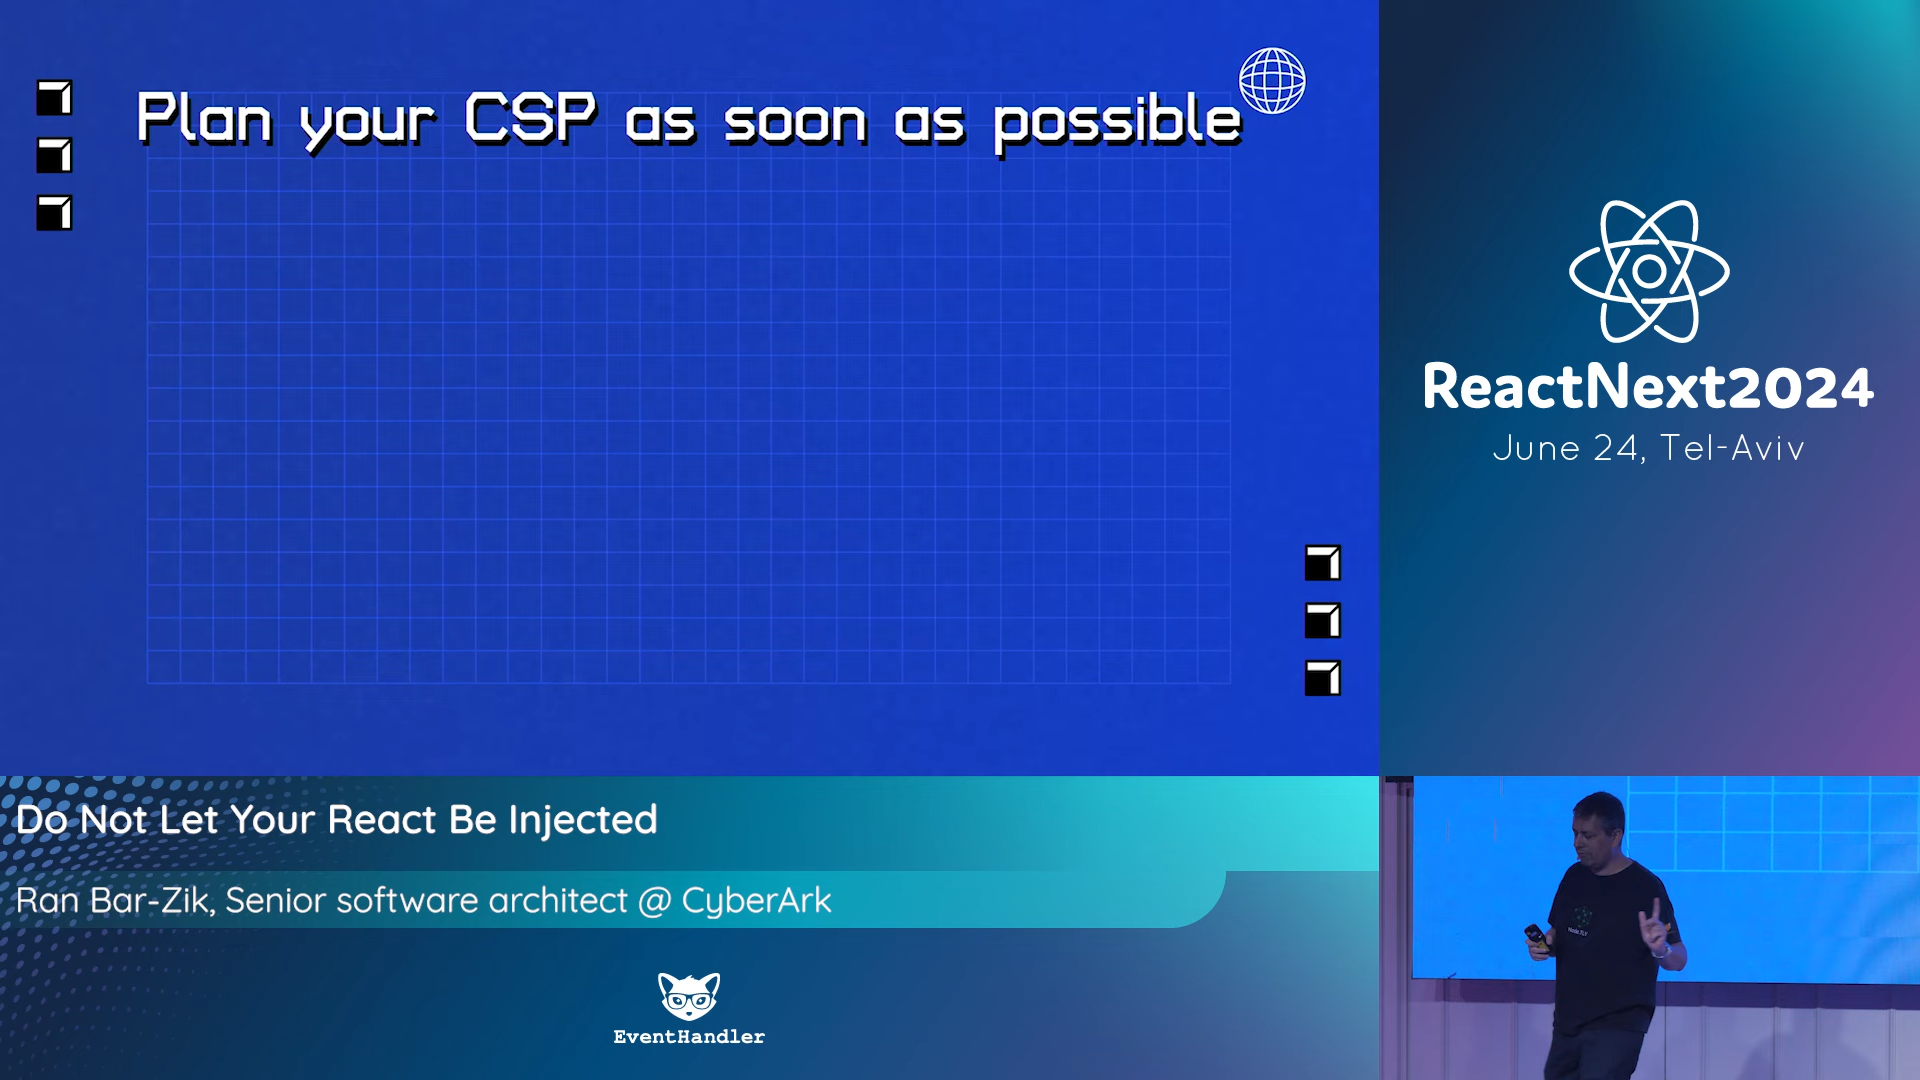 Plan your CSP as soon as possible
ReactNext2024
June 24, Tel-Aviv
Do Not Let Your React Be Injected
Ran Bar-Zik, Senior software architect @ CyberArk
EventHandler